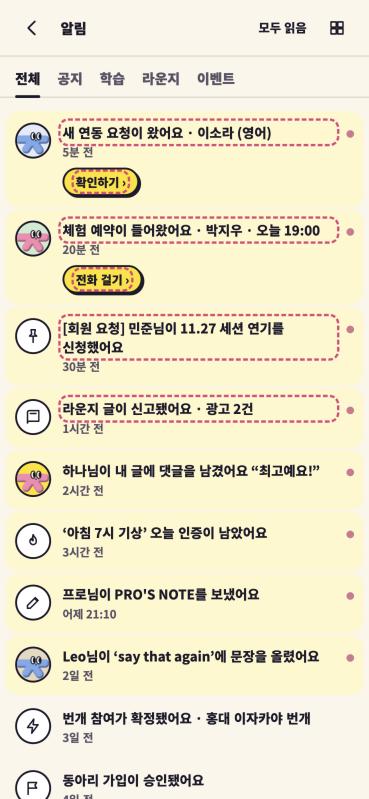 알림
모두 읽음
전체 공지 학습 라운지 이벤트
새 연동 요청이 왔어요 · 이소라 (영어)
5분 전
확인하기 ›
체험 예약이 들어왔어요 · 박지우 · 오늘 19:00
20분 전
전화 걸기 ›
[회원 요청] 민준님이 11.27 세션 연기를
신청했어요
30분 전
라운지 글이 신고됐어요 · 광고 2건
1시간 전
하나님이 내 글에 댓글을 남겼어요 “최고예요!”
2시간 전
‘아침 7시 기상’ 오늘 인증이 남았어요
3시간 전
프로님이 PRO'S NOTE를 보냈어요
어제 21:10
Leo님이 ‘say that again’에 문장을 올렸어요
2일 전
번개 참여가 확정됐어요 · 홍대 이자카야 번개
3일 전
동아리 가입이 승인됐어요
4일 전